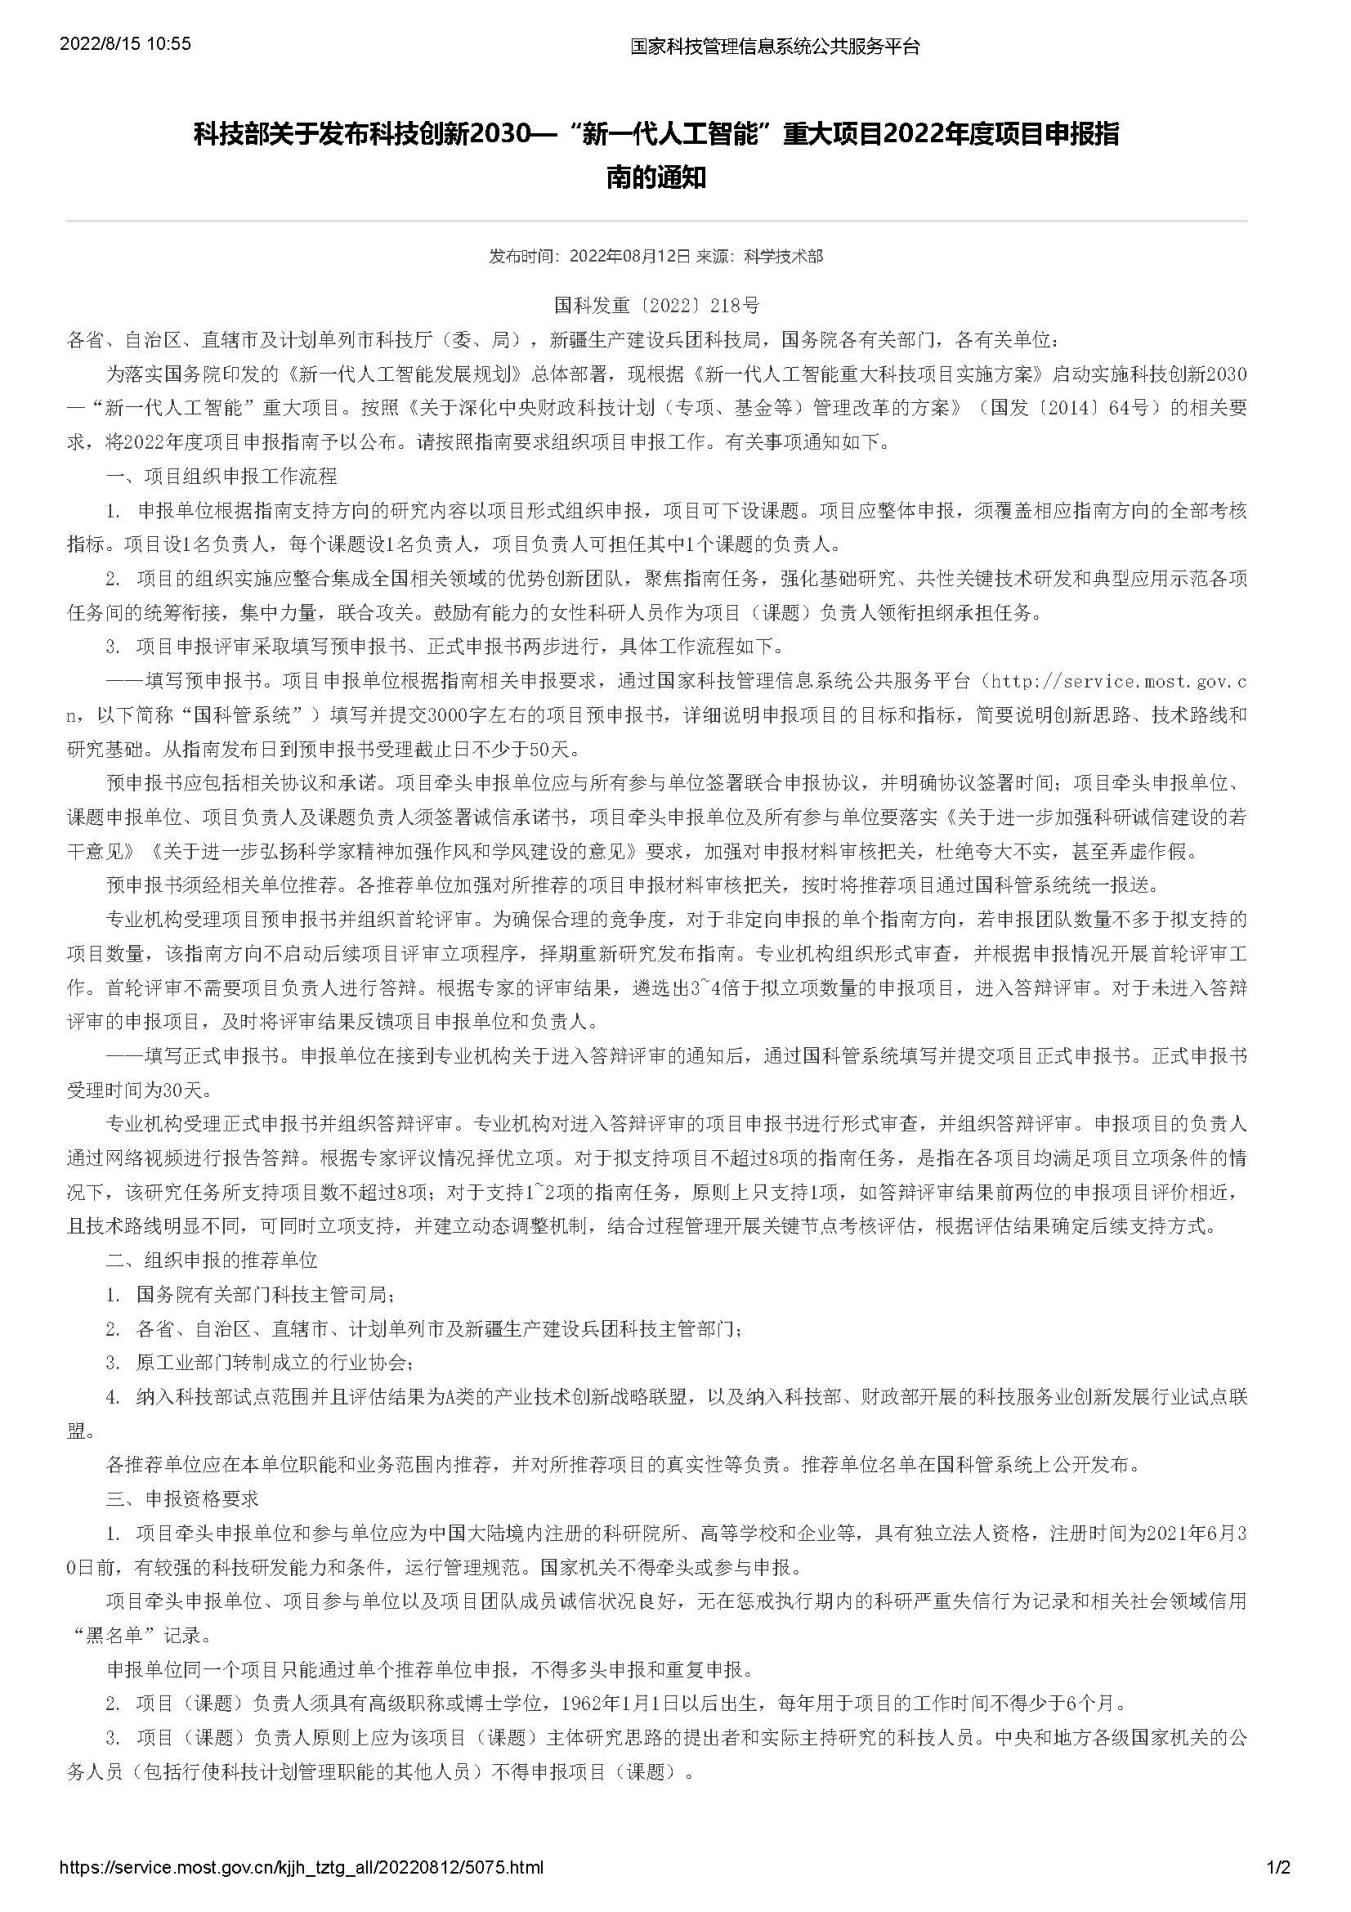 2022/8/15 10:55
国家科技管理信息系统公共服务平台
科技部关于发布科技创新2030—“新一代人工智能”重大项目2022年度项目申报指
南的通知
发布时间：2022年08月12日 来源：科学技术部
国科发重〔2022〕218号
各省、自治区、直辖市及计划单列市科技厅（委、局），新疆生产建设兵团科技局，国务院各有关部门，各有关单位：
为落实国务院印发的《新一代人工智能发展规划》总体部署，现根据《新一代人工智能重大科技项目实施方案》启动实施科技创新2030
—“新一代人工智能”重大项目。按照《关于深化中央财政科技计划（专项、基金等）管理改革的方案》（国发〔2014〕64号）的相关要
求，将2022年度项目申报指南予以公布。请按照指南要求组织项目申报工作。有关事项通知如下。
一、项目组织申报工作流程
1. 申报单位根据指南支持方向的研究内容以项目形式组织申报，项目可下设课题。项目应整体申报，须覆盖相应指南方向的全部考核
指标。项目设1名负责人，每个课题设1名负责人，项目负责人可担任其中1个课题的负责人。
2. 项目的组织实施应整合集成全国相关领域的优势创新团队，聚焦指南任务，强化基础研究、共性关键技术研发和典型应用示范各项
任务间的统筹衔接，集中力量，联合攻关。鼓励有能力的女性科研人员作为项目（课题）负责人领衔担纲承担任务。
3. 项目申报评审采取填写预申报书、正式申报书两步进行，具体工作流程如下。
——填写预申报书。项目申报单位根据指南相关申报要求，通过国家科技管理信息系统公共服务平台（http://service.most.gov.c
n，以下简称“国科管系统”）填写并提交3000字左右的项目预申报书，详细说明申报项目的目标和指标，简要说明创新思路、技术路线和
研究基础。从指南发布日到预申报书受理截止日不少于50天。
预申报书应包括相关协议和承诺。项目牵头申报单位应与所有参与单位签署联合申报协议，并明确协议签署时间；项目牵头申报单位、
课题申报单位、项目负责人及课题负责人须签署诚信承诺书，项目牵头申报单位及所有参与单位要落实《关于进一步加强科研诚信建设的若
干意见》《关于进一步弘扬科学家精神加强作风和学风建设的意见》要求，加强对申报材料审核把关，杜绝夸大不实，甚至弄虚作假。
预申报书须经相关单位推荐。各推荐单位加强对所推荐的项目申报材料审核把关，按时将推荐项目通过国科管系统统一报送。
专业机构受理项目预申报书并组织首轮评审。为确保合理的竞争度，对于非定向申报的单个指南方向，若申报团队数量不多于拟支持的
项目数量，该指南方向不启动后续项目评审立项程序，择期重新研究发布指南。专业机构组织形式审查，并根据申报情况开展首轮评审工
作。首轮评审不需要项目负责人进行答辩。根据专家的评审结果，遴选出3~4倍于拟立项数量的申报项目，进入答辩评审。对于未进入答辩
评审的申报项目，及时将评审结果反馈项目申报单位和负责人。
——填写正式申报书。申报单位在接到专业机构关于进入答辩评审的通知后，通过国科管系统填写并提交项目正式申报书。正式申报书
受理时间为30天。
专业机构受理正式申报书并组织答辩评审。专业机构对进入答辩评审的项目申报书进行形式审查，并组织答辩评审。申报项目的负责人
通过网络视频进行报告答辩。根据专家评议情况择优立项。对于拟支持项目不超过8项的指南任务，是指在各项目均满足项目立项条件的情
况下，该研究任务所支持项目数不超过8项；对于支持1~2项的指南任务，原则上只支持1项，如答辩评审结果前两位的申报项目评价相近，
且技术路线明显不同，可同时立项支持，并建立动态调整机制，结合过程管理开展关键节点考核评估，根据评估结果确定后续支持方式。
二、组织申报的推荐单位
1. 国务院有关部门科技主管司局；
2. 各省、自治区、直辖市、计划单列市及新疆生产建设兵团科技主管部门；
3. 原工业部门转制成立的行业协会；
4. 纳入科技部试点范围并且评估结果为A类的产业技术创新战略联盟，以及纳入科技部、财政部开展的科技服务业创新发展行业试点联
盟。
各推荐单位应在本单位职能和业务范围内推荐，并对所推荐项目的真实性等负责。推荐单位名单在国科管系统上公开发布。
三、申报资格要求
1. 项目牵头申报单位和参与单位应为中国大陆境内注册的科研院所、高等学校和企业等，具有独立法人资格，注册时间为2021年6月3
0日前，有较强的科技研发能力和条件，运行管理规范。国家机关不得牵头或参与申报。
项目牵头申报单位、项目参与单位以及项目团队成员诚信状况良好，无在惩戒执行期内的科研严重失信行为记录和相关社会领域信用
“黑名单”记录。
申报单位同一个项目只能通过单个推荐单位申报，不得多头申报和重复申报。
2. 项目（课题）负责人须具有高级职称或博士学位，1962年1月1日以后出生，每年用于项目的工作时间不得少于6个月。
3. 项目（课题）负责人原则上应为该项目（课题）主体研究思路的提出者和实际主持研究的科技人员。中央和地方各级国家机关的公
务人员（包括行使科技计划管理职能的其他人员）不得申报项目（课题）。
https://service.most.gov.cn/kjjh_tztg_all/20220812/5075.html
1/2